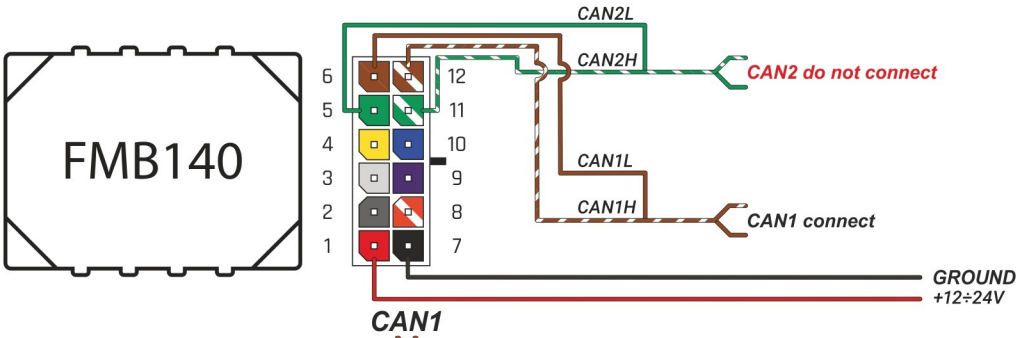 CAN2L
CAN2H
CAN2 do not connect
FMB140
6 12
5 11
4 10
3 9
2 8
1 7
CAN1L
CAN1H
CAN1 connect
GROUND
+12÷24V
CAN1